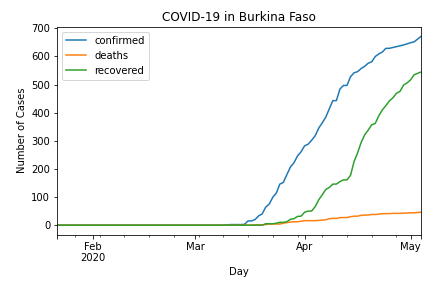 COVID-19 in Burkina Faso
700
600
500
400
300
200
100
0
Number of Cases
confirmed
deaths
recovered
Feb
2020
Mar
Apr
May
Day